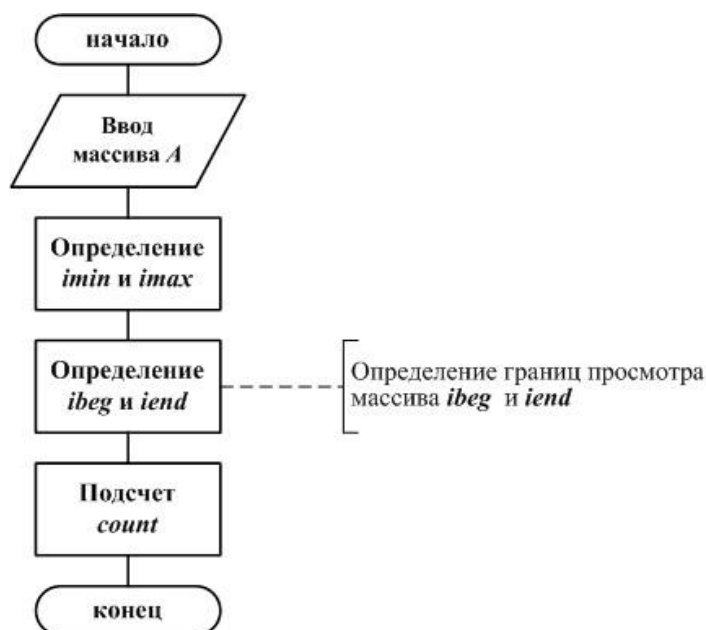 начало
Ввод
массива A
Определение
imin и imax
Определение
ibeg и iend
Определение границ просмотра
массива ibeg и iend
Подсчет
count
конец